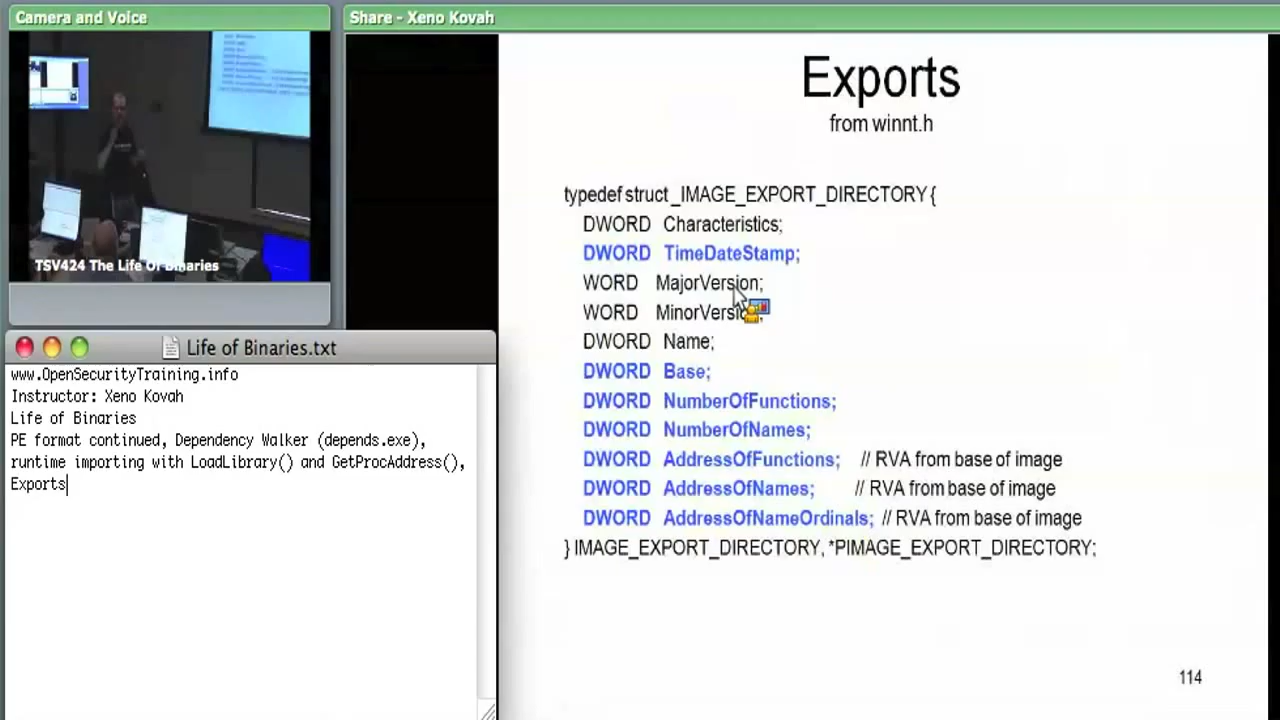 Camera and Voice
TSV424 The Life Of Binaries
Life of Binaries.txt
www.OpenSecurityTraining.info
Instructor: Xeno Kovah
Life of Binaries
PE format continued, Dependency Walker (depends.exe),
runtime importing with LoadLibrary() and GetProcAddress(),
Exports
Share - Xeno Kovah
Exports
from winnt.h
typedef struct _IMAGE_EXPORT_DIRECTORY {
DWORD Characteristics;
DWORD TimeDateStamp;
WORD MajorVersion;
WORD MinorVersion;
DWORD Name;
DWORD Base;
DWORD NumberOfFunctions;
DWORD NumberOfNames;
DWORD AddressOfFunctions; // RVA from base of image
DWORD AddressOfNames; // RVA from base of image
DWORD AddressOfNameOrdinals; // RVA from base of image
} IMAGE_EXPORT_DIRECTORY, *PIMAGE_EXPORT_DIRECTORY;
114